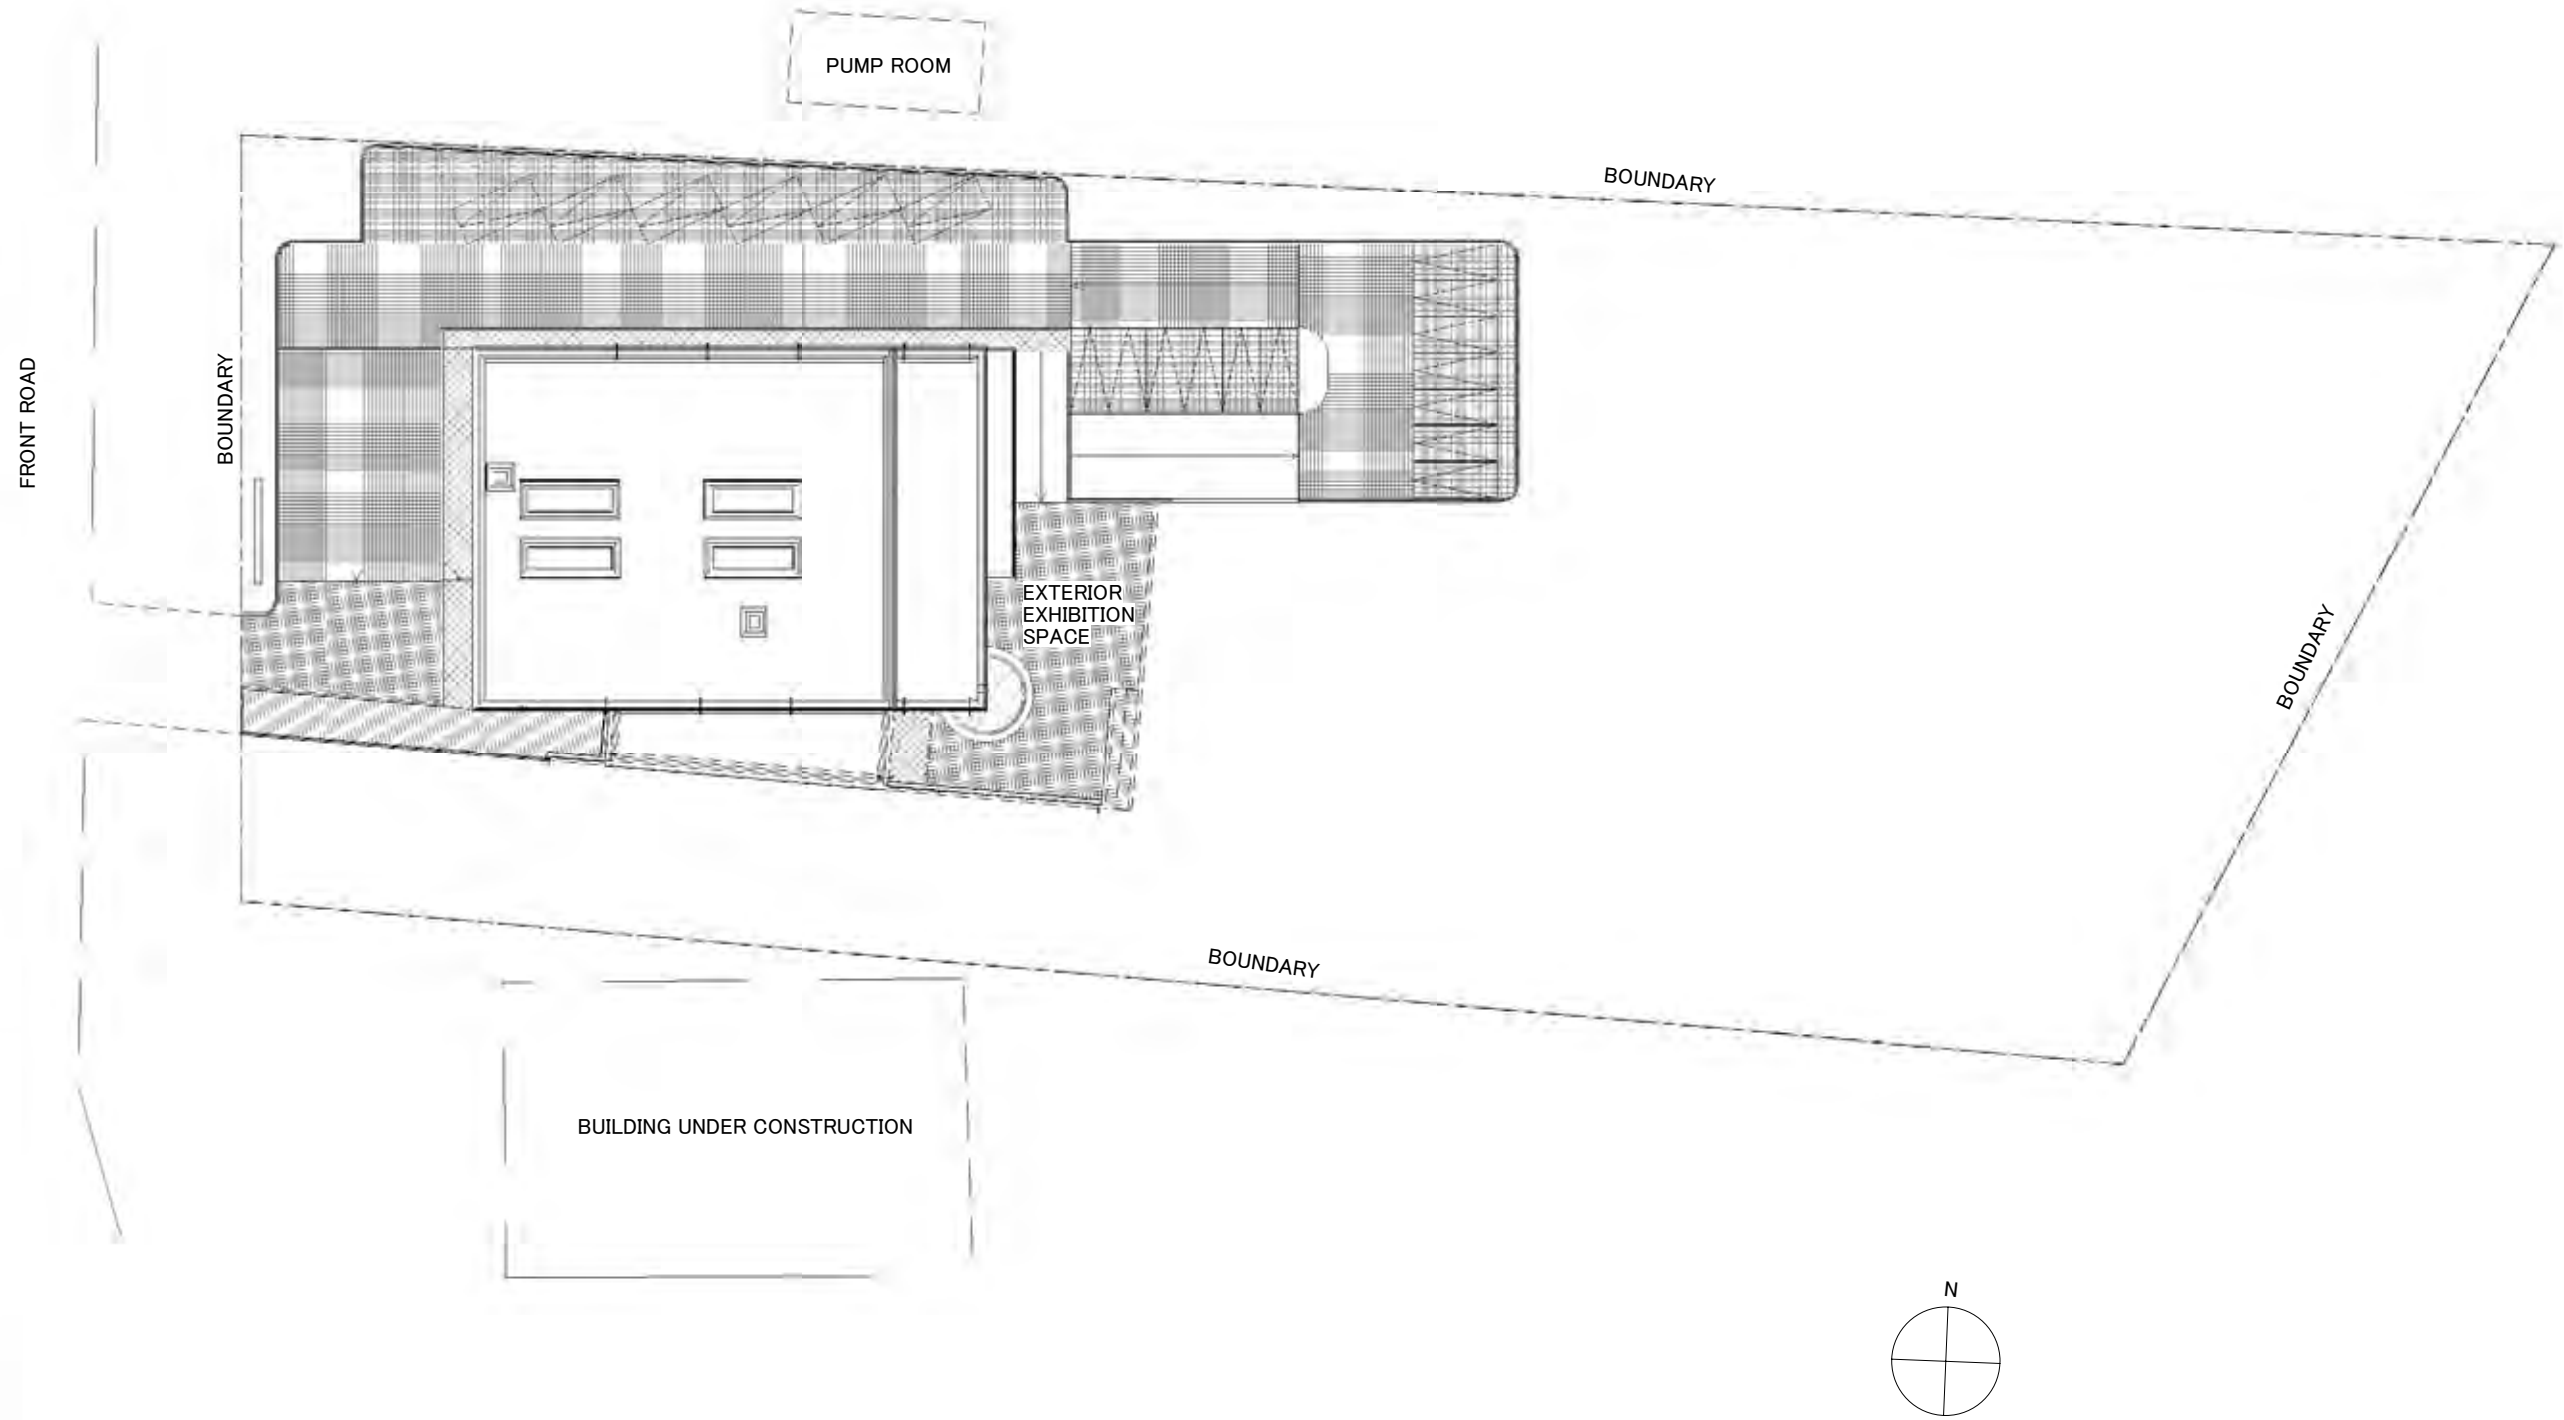 PUMP ROOM
BOUNDARY
FRONT ROAD
BOUNDARY
EXTERIOR
EXHIBITION
SPACE
BOUNDARY
BOUNDARY
BUILDING UNDER CONSTRUCTION
N